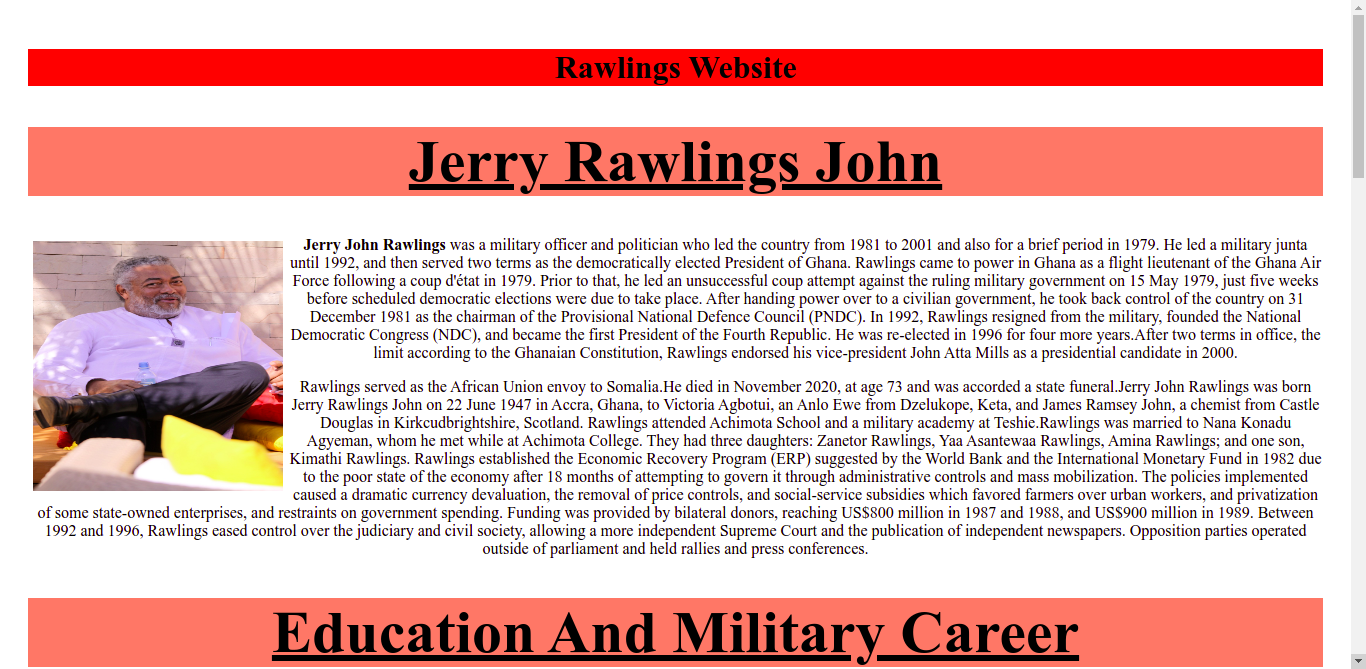 Rawlings Website
Jerry Rawlings John
Jerry John Rawlings was a military officer and politician who led the country from 1981 to 2001 and also for a brief period in 1979. He led a military junta
until 1992, and then served two terms as the democratically elected President of Ghana. Rawlings came to power in Ghana as a flight lieutenant of the Ghana Air
Force following a coup d'état in 1979. Prior to that, he led an unsuccessful coup attempt against the ruling military government on 15 May 1979, just five weeks
before scheduled democratic elections were due to take place. After handing power over to a civilian government, he took back control of the country on 31
December 1981 as the chairman of the Provisional National Defence Council (PNDC). In 1992, Rawlings resigned from the military, founded the National
Democratic Congress (NDC), and became the first President of the Fourth Republic. He was re-elected in 1996 for four more years.After two terms in office, the
limit according to the Ghanaian Constitution, Rawlings endorsed his vice-president John Atta Mills as a presidential candidate in 2000.
Rawlings served as the African Union envoy to Somalia.He died in November 2020, at age 73 and was accorded a state funeral.Jerry John Rawlings was born
Jerry Rawlings John on 22 June 1947 in Accra, Ghana, to Victoria Agbotui, an Anlo Ewe from Dzelukope, Keta, and James Ramsey John, a chemist from Castle
Douglas in Kirkcudbrightshire, Scotland. Rawlings attended Achimota School and a military academy at Teshie.Rawlings was married to Nana Konadu
Agyeman, whom he met while at Achimota College. They had three daughters: Zanetor Rawlings, Yaa Asantewaa Rawlings, Amina Rawlings; and one son,
Kimathi Rawlings. Rawlings established the Economic Recovery Program (ERP) suggested by the World Bank and the International Monetary Fund in 1982 due
to the poor state of the economy after 18 months of attempting to govern it through administrative controls and mass mobilization. The policies implemented
caused a dramatic currency devaluation, the removal of price controls, and social-service subsidies which favored farmers over urban workers, and privatization
of some state-owned enterprises, and restraints on government spending. Funding was provided by bilateral donors, reaching US$800 million in 1987 and 1988, and US$900 million in 1989. Between
1992 and 1996, Rawlings eased control over the judiciary and civil society, allowing a more independent Supreme Court and the publication of independent newspapers. Opposition parties operated
outside of parliament and held rallies and press conferences.
Education And Military Career